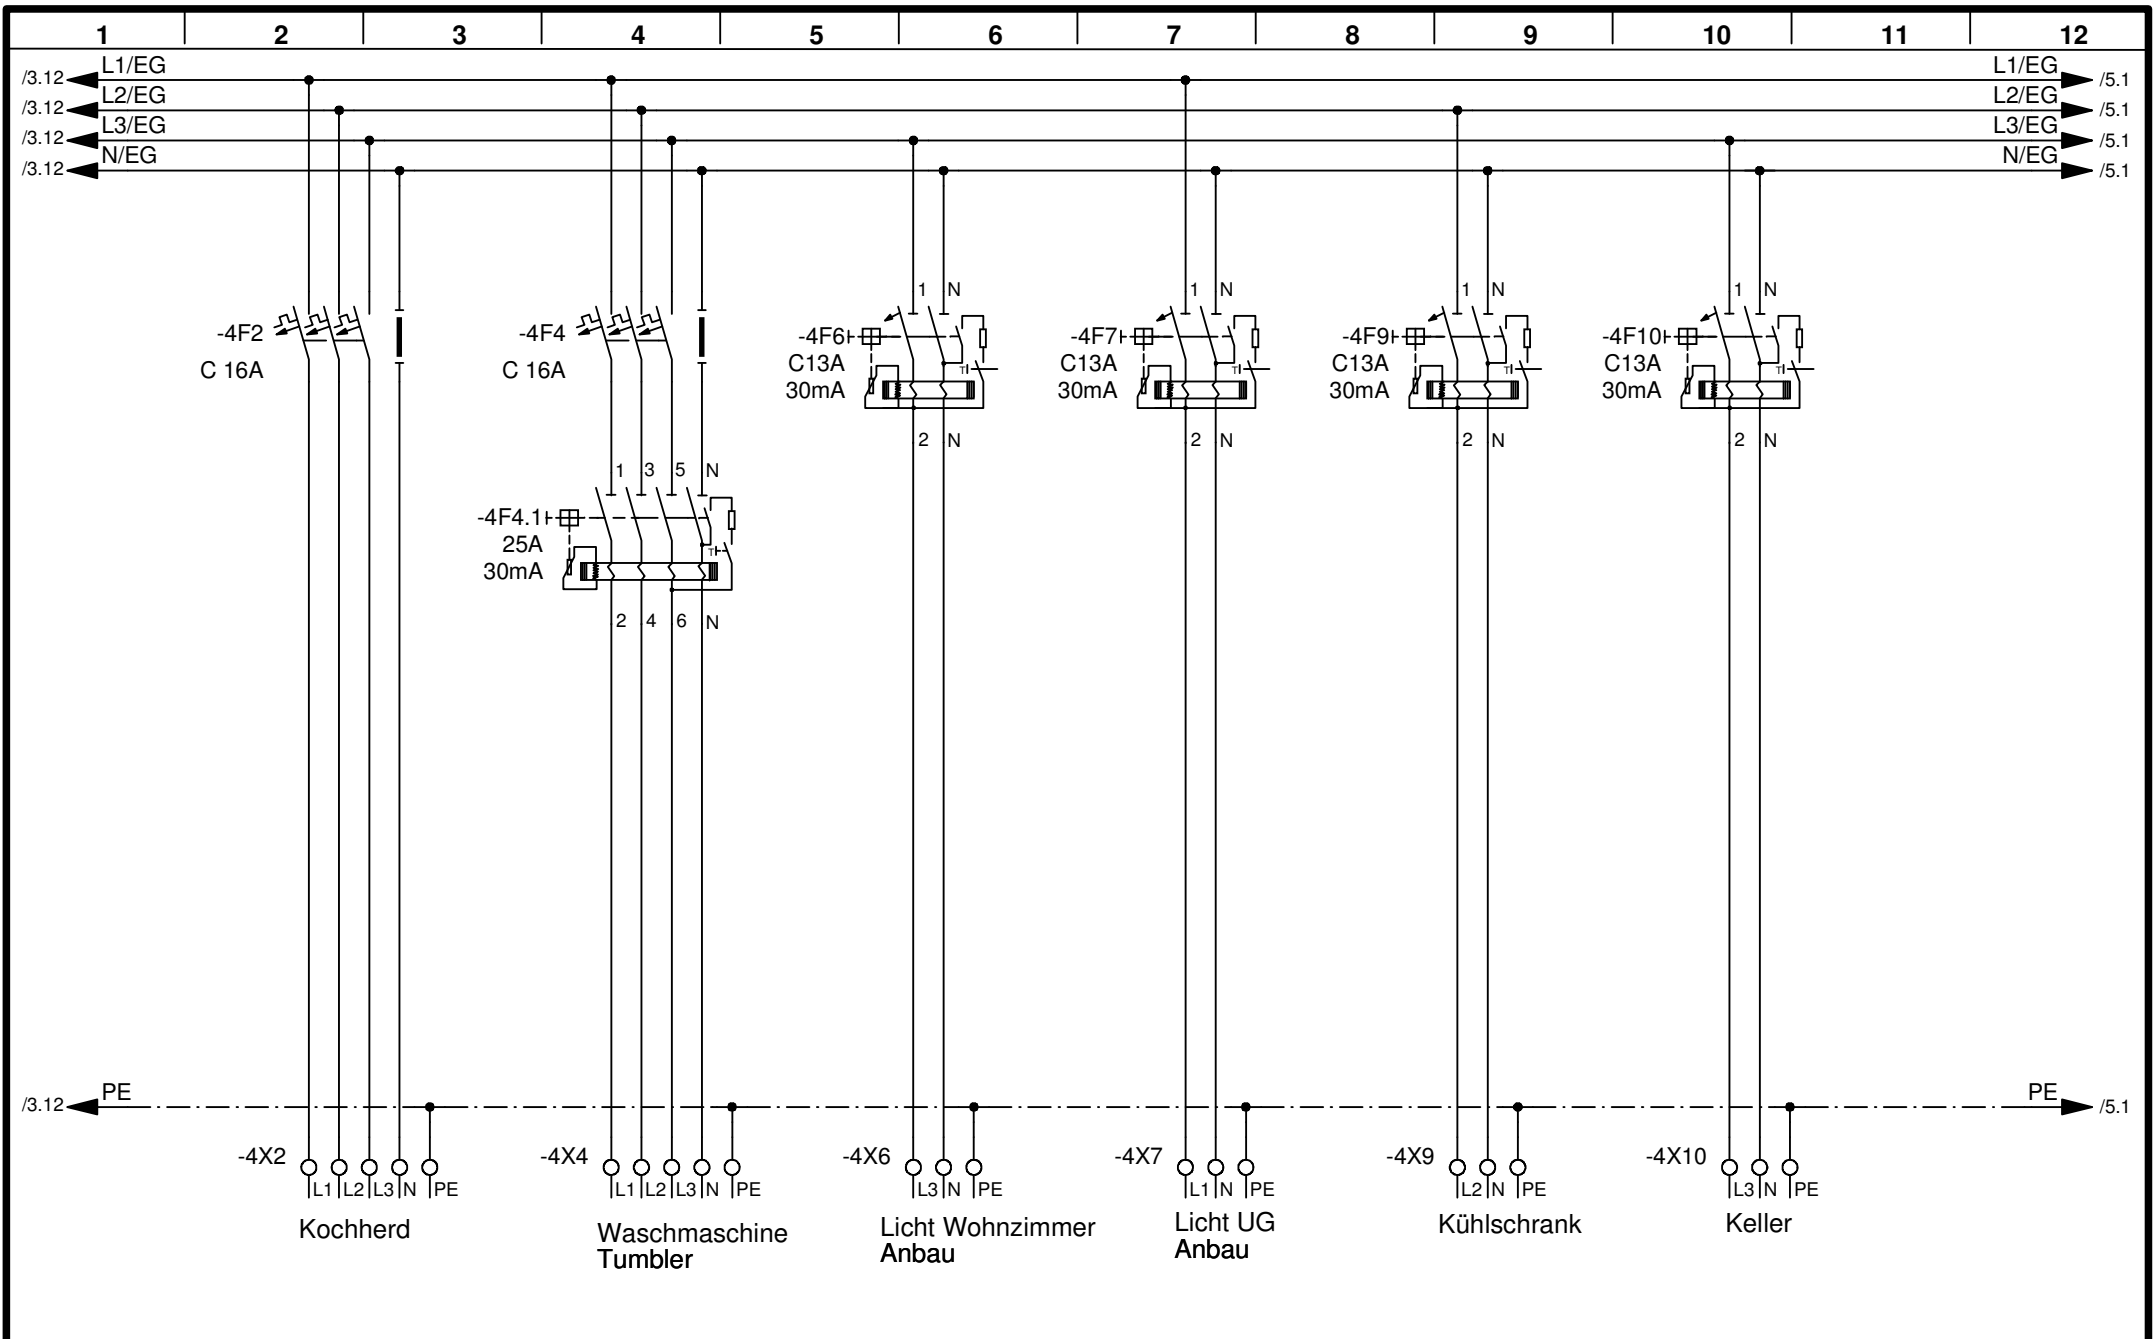 1 2 3 4 5 6 7 8 9 10 11 12
/3.12 L1/EG L1/EG /5.1
/3.12 L2/EG L2/EG /5.1
/3.12 L3/EG L3/EG /5.1
/3.12 N/EG N/EG /5.1
1 N 1 N 1 N 1 N
-4F2 -4F4 -4F6 -4F7 -4F9 -4F10
C 16A C 16A C13A C13A C13A C13A
T T T T
30mA 30mA 30mA 30mA
2 N 2 N 2 N 2 N
1 3 5 N
-4F4.1
25A
T
30mA
2 4 6 N
/3.12 PE PE /5.1
-4X2 -4X4 -4X6 -4X7 -4X9 -4X10
L1 L2 L3 N PE L1 L2 L3 N PE L3 N PE L1 N PE L2 N PE L3 N PE
Kochherd
Waschmaschine
Tumbler
Licht Wohnzimmer
Anbau
Licht UG
Anbau
Kühlschrank
Keller